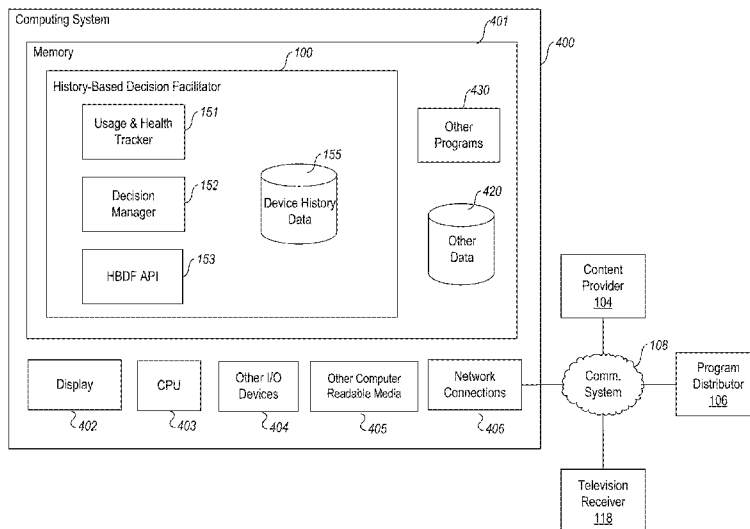 Computing System
401
Memory
100
400
History-Based Decision Facilitator
430
Usage & Health
Tracker
151
Other
Programs
155
Decision
Manager
152
Device History
Data
420
Other
Data
HBDF API
153
Content
Provider
104
108
Display
CPU
Other I/O
Devices
Other Computer
Readable Media
Network
Connections
Comm.
System
Program
Distributor
106
402
403
404
405
406
Television
Receiver
118